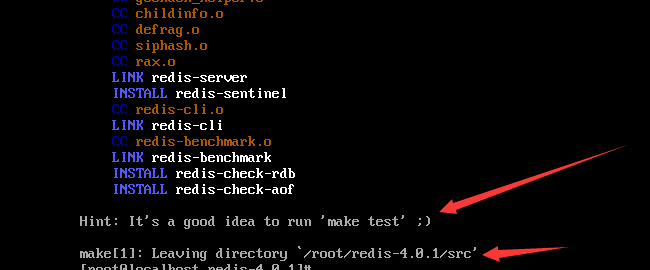 CC childinfo.o
CC defrag.o
CC siphash.o
CC rax.o
LINK redis-server
INSTALL redis-sentinel
CC redis-cli.o
LINK redis-cli
CC redis-benchmark.o
LINK redis-benchmark
INSTALL redis-check-rdb
INSTALL redis-check-aof
Hint: It's a good idea to run 'make test' ;)
make[1]: Leaving directory `/root/redis-4.0.1/src'
[root@localhost redis-4.0.1]#